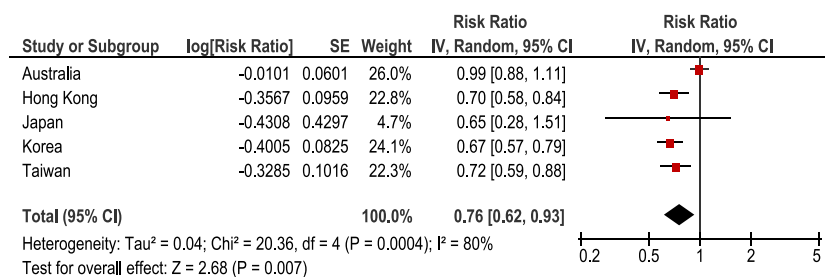 Risk Ratio Risk Ratio
Study or Subgroup log[Risk Ratio] SE Weight IV, Random, 95% CI IV, Random, 95% CI
Australia -0.0101 0.0601 26.0% 0.99 [0.88, 1.11]
Hong Kong -0.3567 0.0959 22.8% 0.70 [0.58, 0.84]
Japan -0.4308 0.4297 4.7% 0.65 [0.28, 1.51]
Korea -0.4005 0.0825 24.1% 0.67 [0.57, 0.79]
Taiwan -0.3285 0.1016 22.3% 0.72 [0.59, 0.88]
Total (95% CI) 100.0% 0.76 [0.62, 0.93]
Heterogeneity: Tau² = 0.04; Chi² = 20.36, df = 4 (P = 0.0004); I² = 80%
Test for overall effect: Z = 2.68 (P = 0.007)
0.2 0.5 1 2 5